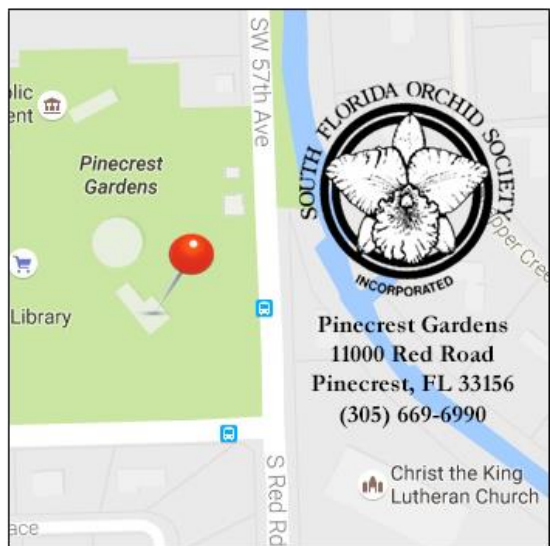 SW 57th Ave
SOUTH FLORIDA ORCHID SOCIETY
INCORPORATED
Pinecrest
Gardens
Library
Pinecrest Gardens
11000 Red Road
Pinecrest, FL 33156
(305) 669-6990
S Red Rd
Christ the King
Lutheran Church